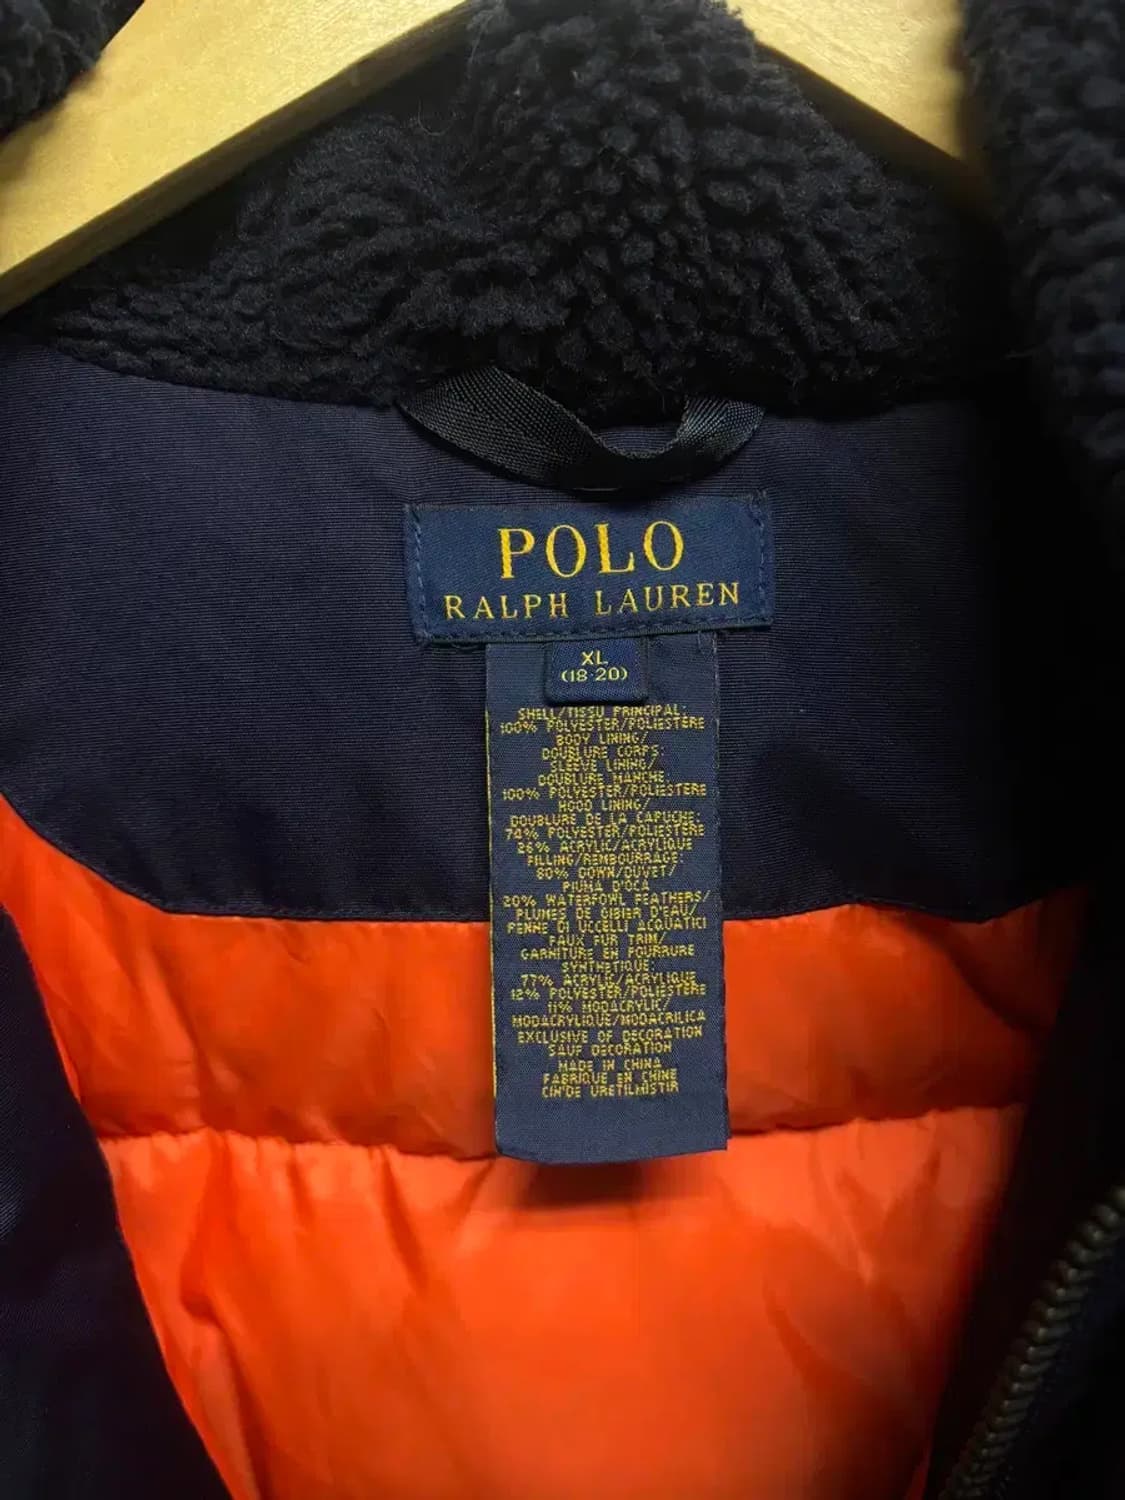 POLO
RALPH LAUREN
XL
(18-20)
SHELL/TISSU PRINCIPAL:
100% POLYESTER/POLIESTERE
BODY LINING/
DOUBLURE CORPS:
SLEEVE LINING/
DOUBLURE MANCHE:
100% POLYESTER/POLIESTERE
HOOD LINING/
DOUBLURE DE LA CAPUCHE:
74% POLYESTER/POLIESTERE
26% ACRYLIC/ACRYLIQUE
FILLING/REMBOURRAGE:
80% DOWN/DUVET/
PIUMA D'OCA
20% WATERFOWL FEATHERS/
PLUMES DE GIBIER D'EAU/
PENNE DI UCCELLI ACQUATICI
FAUX FUR TRIM/
GARNITURE EN FOURRURE
SYNTHETIQUE:
77% ACRYLIC/ACRYLIQUE
12% POLYESTER/POLIESTERE
11% MODACRYLIC/
MODACRYLIQUE/MODACRILICA
EXCLUSIVE OF DECORATION
SAUF DECORATION
MADE IN CHINA
FABRIQUE EN CHINE
CIN'DE URETILMISTIR